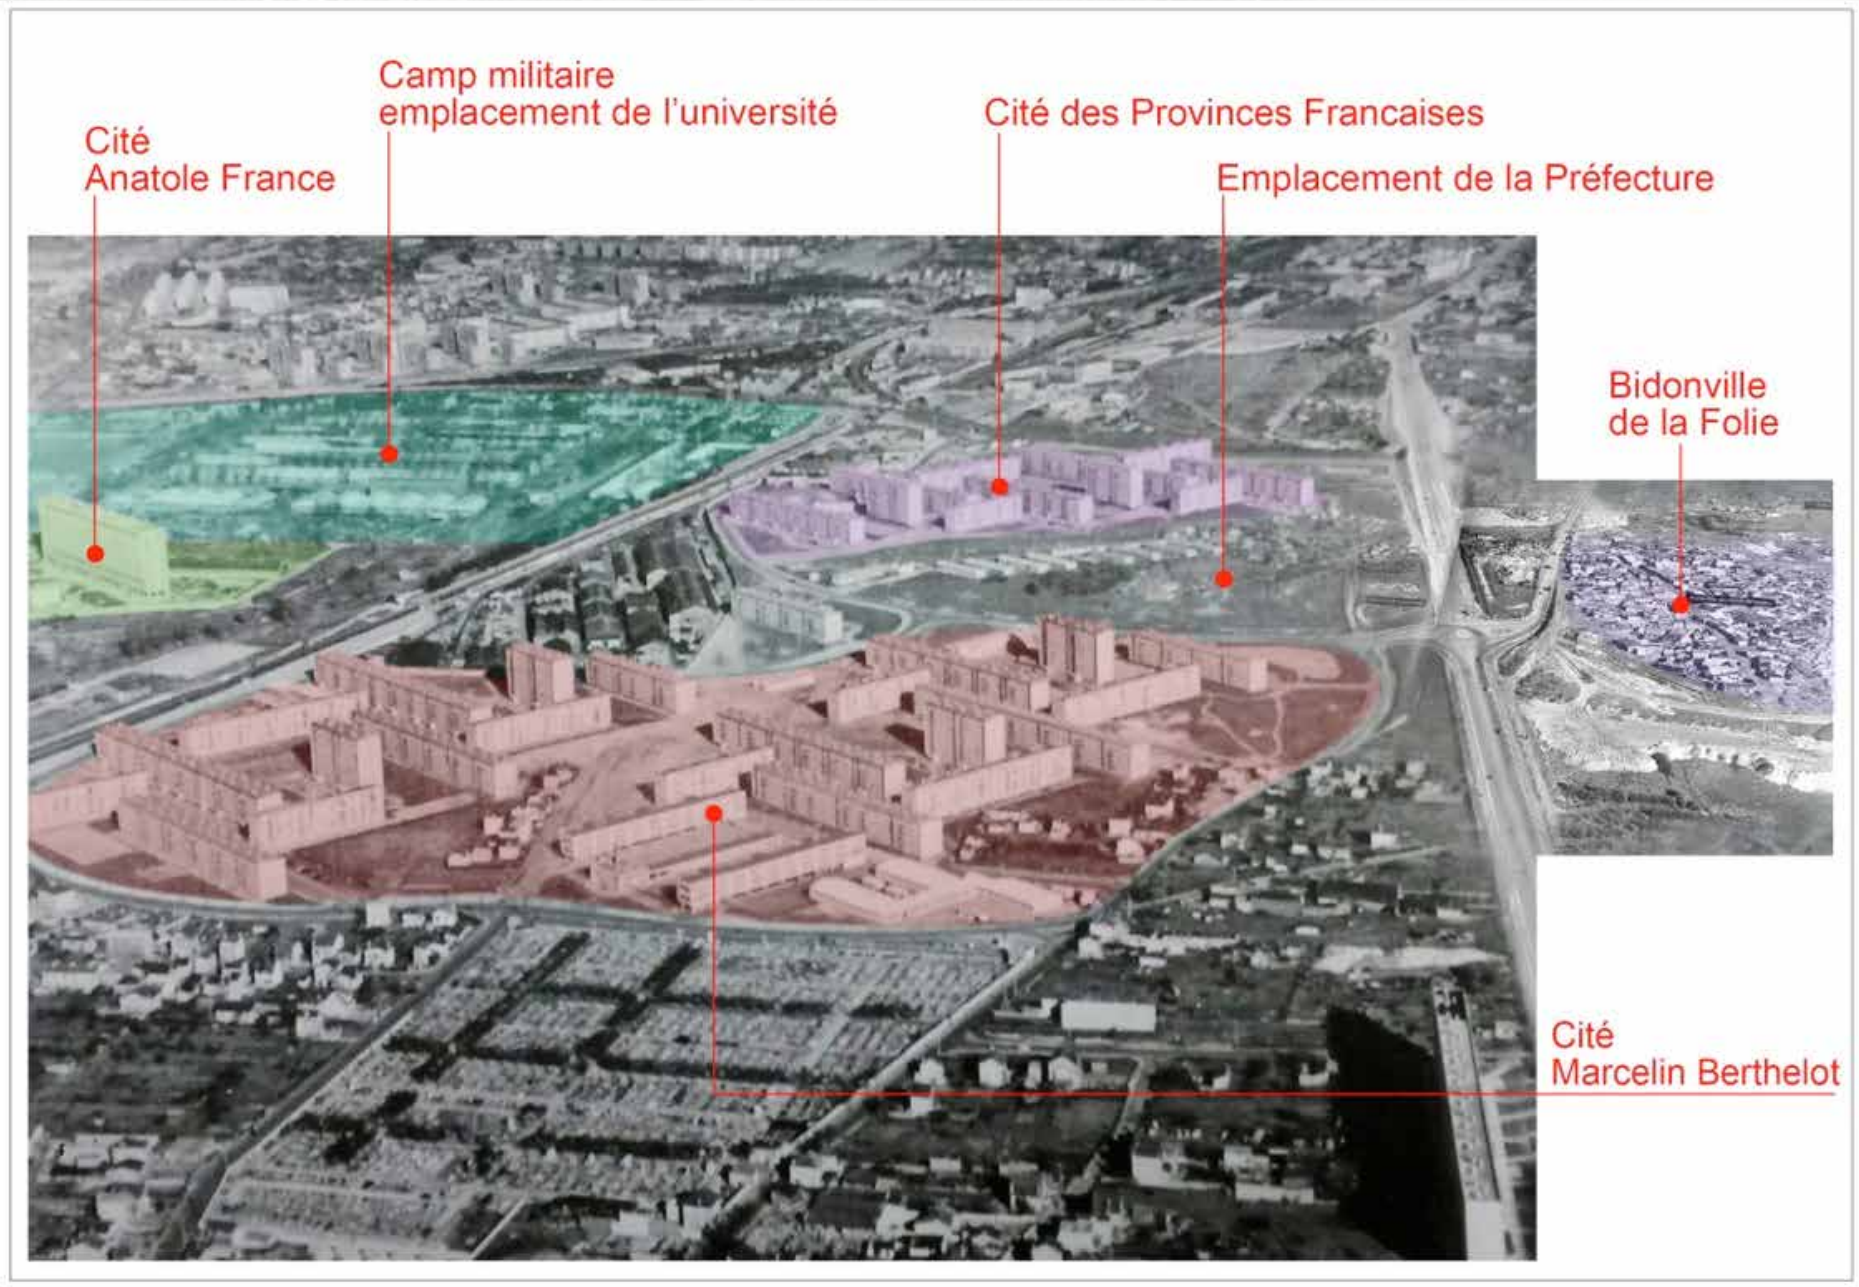 Camp militaire
emplacement de l'université
Cité des Provinces Francaises
Cité
Anatole France
Emplacement de la Préfecture
Bidonville
de la Folie
Cité
Marcelin Berthelot